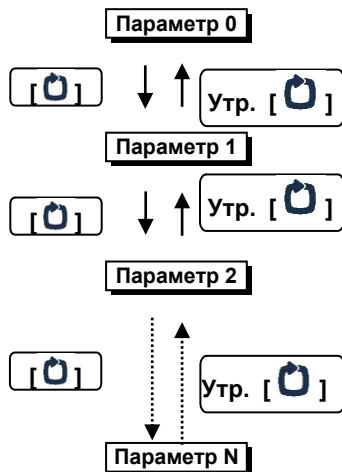 Параметр 0
[ ]
Утр. [ ]
Параметр 1
[ ]
Утр. [ ]
Параметр 2
[ ]
Утр. [ ]
Параметр N